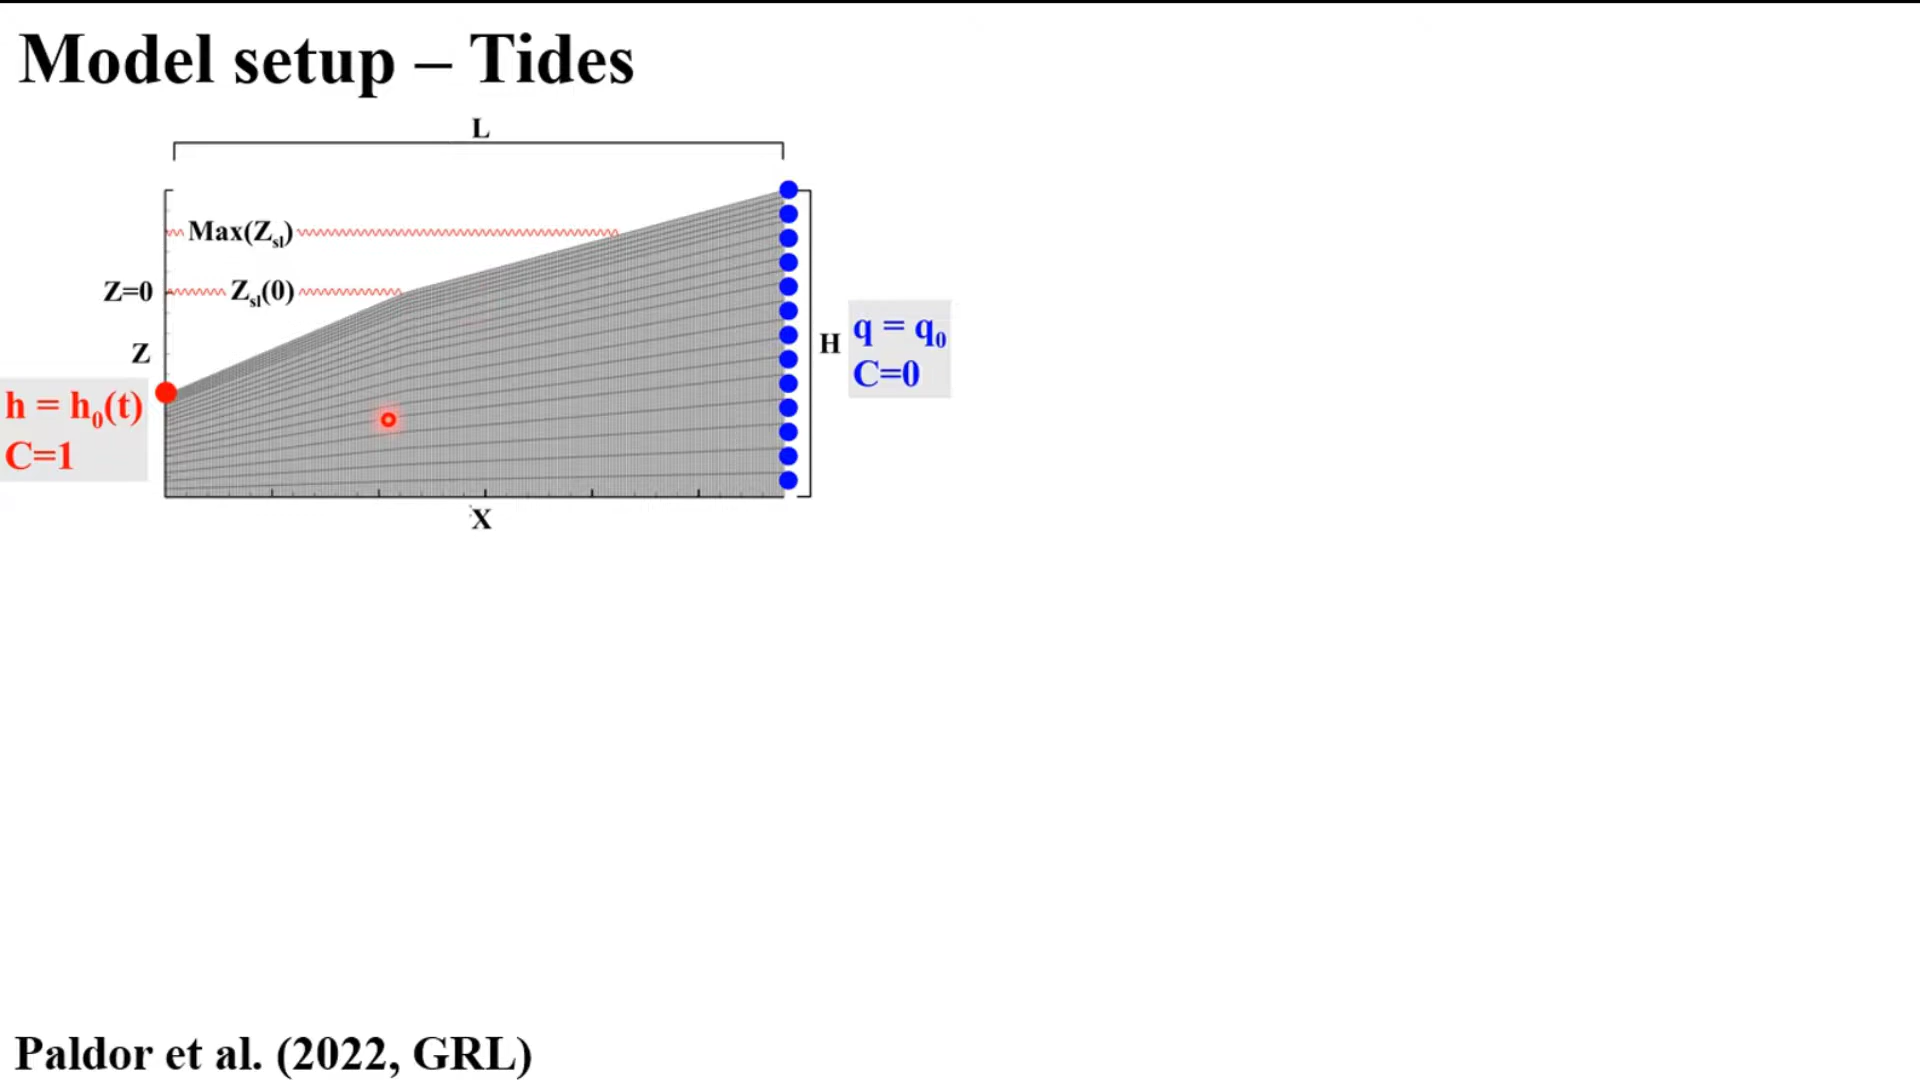 Model setup – Tides
L
Max(Zsl)
Z=0
Zsl(0)
Z
h = h0(t)
C=1
H
q = q0
C=0
X
Paldor et al. (2022, GRL)